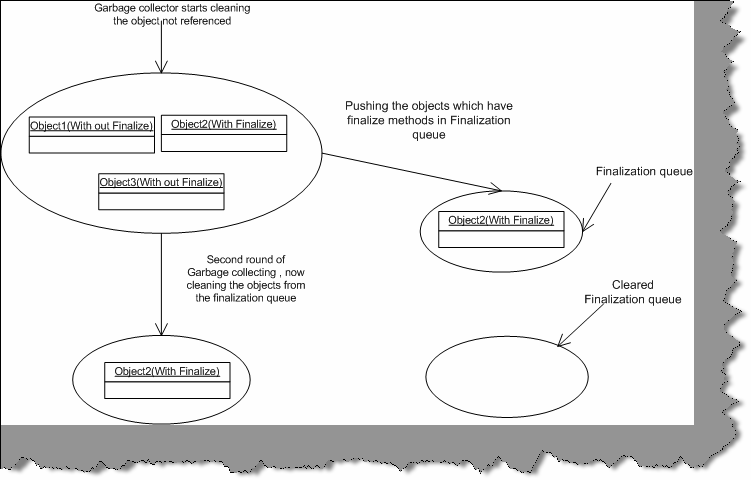 Garbage collector starts cleaning
the object not referenced
Object1(With out Finalize)
Object2(With Finalize)
Object3(With out Finalize)
Pushing the objects which have
finalize methods in Finalization
queue
Finalization queue
Object2(With Finalize)
Second round of
Garbage collecting , now
cleaning the objects from
the finalization queue
Cleared
Finalization queue
Object2(With Finalize)